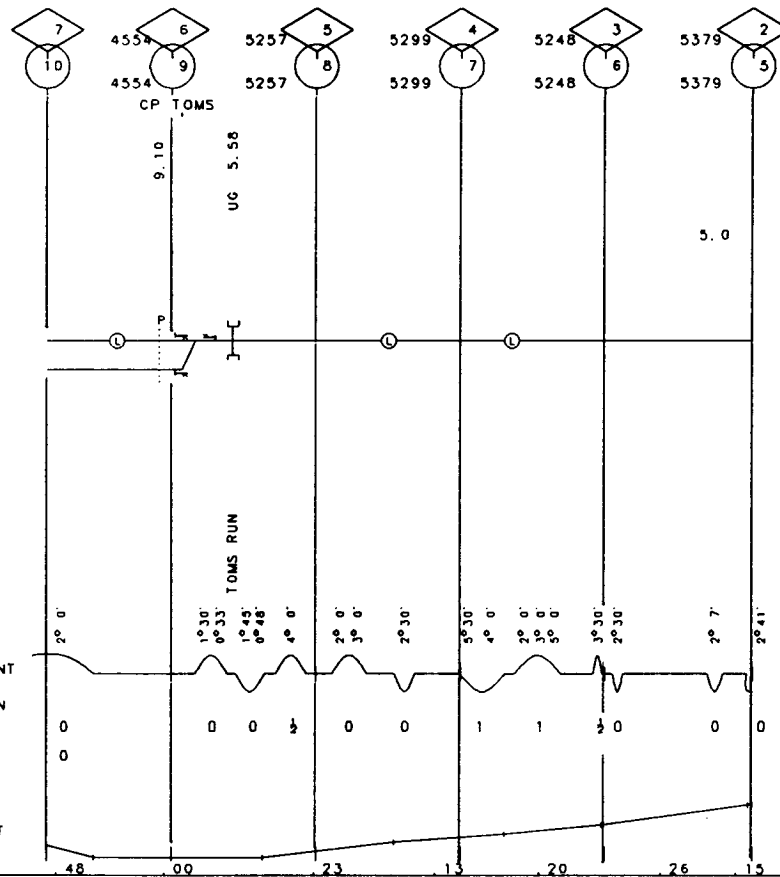 7 6 5 4 3 2
4554 5257 5299 5248 5379
10 9 8 7 6 5
4554 5257 5299 5248 5379
CP TOMS
9.10
UG 5.58
5.0
P
L L L
TOMS RUN
2° 0'
1° 30'
0° 33'
1° 45'
0° 48'
4° 0'
2° 0'
3° 0'
2° 30'
5° 30'
4° 0'
2° 0'
3° 0'
5° 0'
3° 30'
2° 30'
2° 7'
2° 41'
NT
N
0 0 0 ½ 0 0 1 1 ½ 0 0 0
0
T
.48 .00 .23 .13 .20 .26 .15